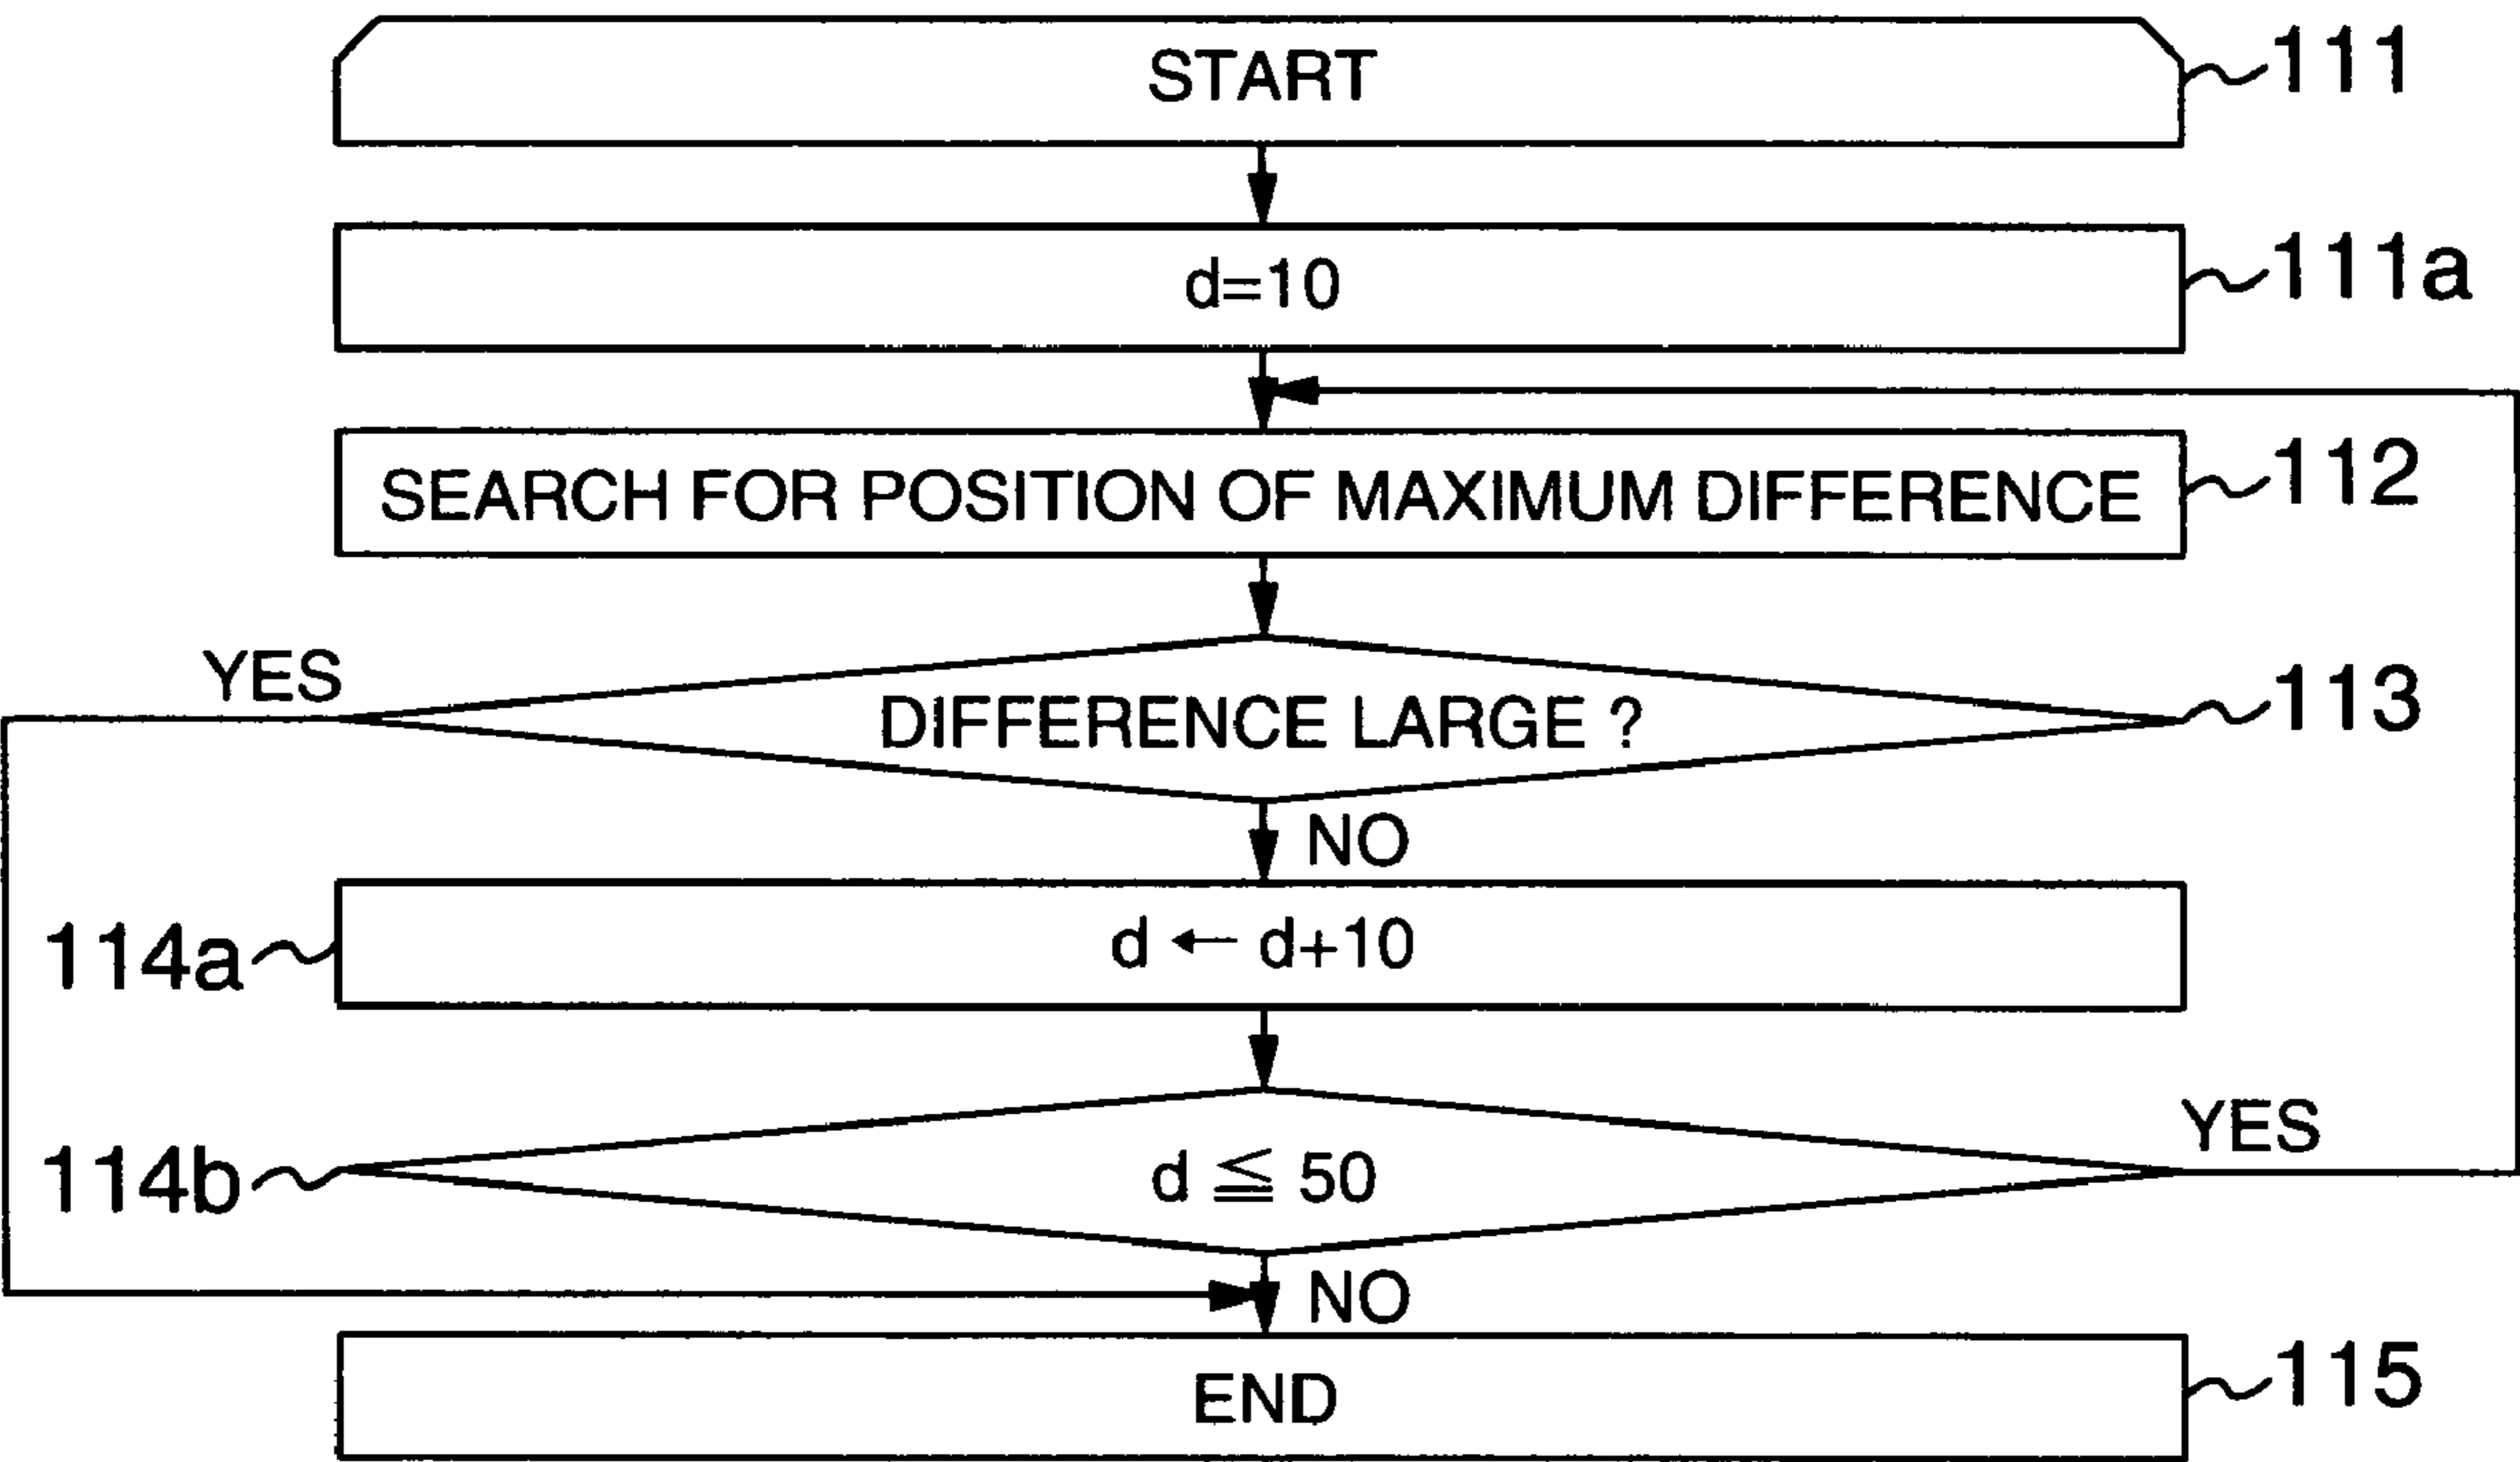 START
111
d=10
111a
SEARCH FOR POSITION OF MAXIMUM DIFFERENCE
112
YES
DIFFERENCE LARGE ?
113
NO
114a
d ← d+10
114b
d ≦ 50
YES
NO
END
115